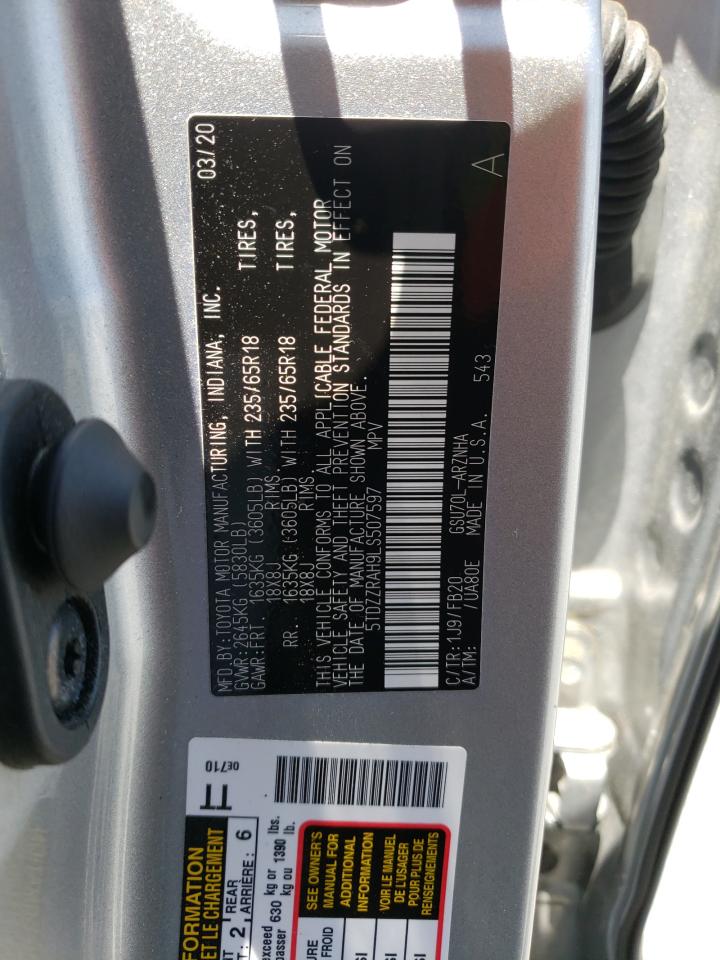 MFD.BY:TOYOTA MOTOR MANUFACTURING, INDIANA, INC. 03/20
GVWR:2645KG (5830LB)
GAWR:FRT. 1635KG (3605LB) WITH 235/65R18 TIRES,
18X8J RIMS
RR. 1635KG (3605LB) WITH 235/65R18 TIRES,
18X8J RIMS
THIS VEHICLE CONFORMS TO ALL APPLICABLE FEDERAL MOTOR
VEHICLE SAFETY AND THEFT PREVENTION STANDARDS IN EFFECT ON
THE DATE OF MANUFACTURE SHOWN ABOVE.
5TDZZRAH9LS507597 MPV
C/TR:1J9/FB20 GSU70L-ARZNHA
A/TM: /UA80E MADE IN U.S.A. 543
A
0E710
ORMATION
ET LE CHARGEMENT
2 REAR
ARRIÈRE: 6
exceed 630 kg or 1390 lbs.
passer 630 kg ou 1390 lb.
SEE OWNER'S
MANUAL FOR
ADDITIONAL
INFORMATION
VOIR LE MANUEL
DE L'USAGER
POUR PLUS DE
RENSEIGNEMENTS